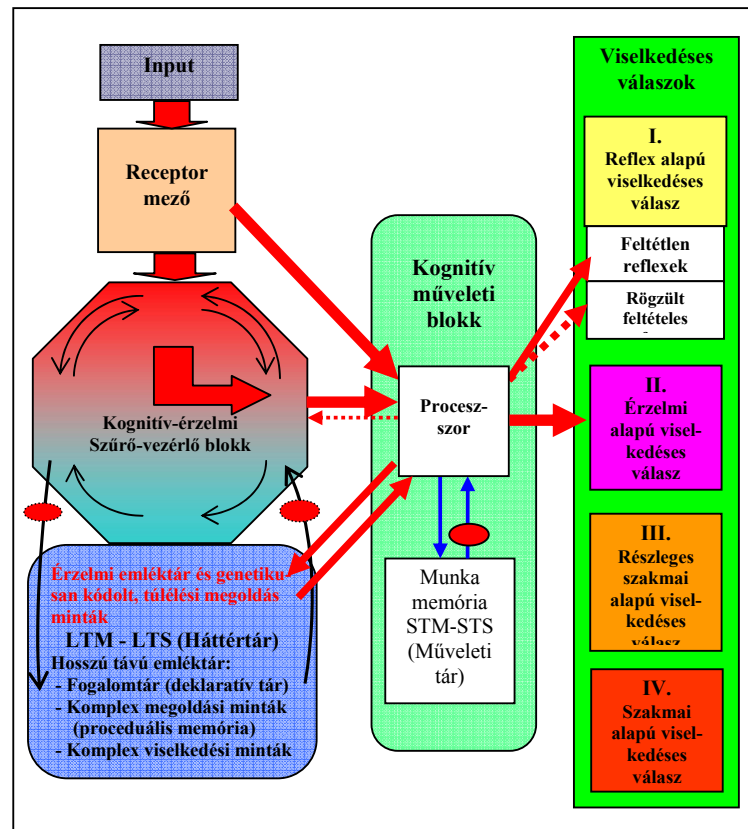 Input
Receptor
mező
Kognitív-érzelmi
Szűrő-vezérlő blokk
Érzelmi emléktár és genetiku-
san kódolt, túlélési megoldás
minták
LTM - LTS (Háttértár)
Hosszú távú emléktár:
- Fogalomtár (deklaratív tár)
- Komplex megoldási minták
(proceduális memória)
- Komplex viselkedési minták
Kognitív
műveleti
blokk
Procesz-
szor
Munka
memória
STM-STS
(Műveleti
tár)
Viselkedéses
válaszok
I.
Reflex alapú
viselkedéses
válasz
Feltétlen
reflexek
Rögzült
feltételes
II.
Érzelmi
alapú visel-
kedéses
válasz
III.
Részleges
szakmai
alapú visel-
kedéses
válasz
IV.
Szakmai
alapú visel-
kedéses
válasz